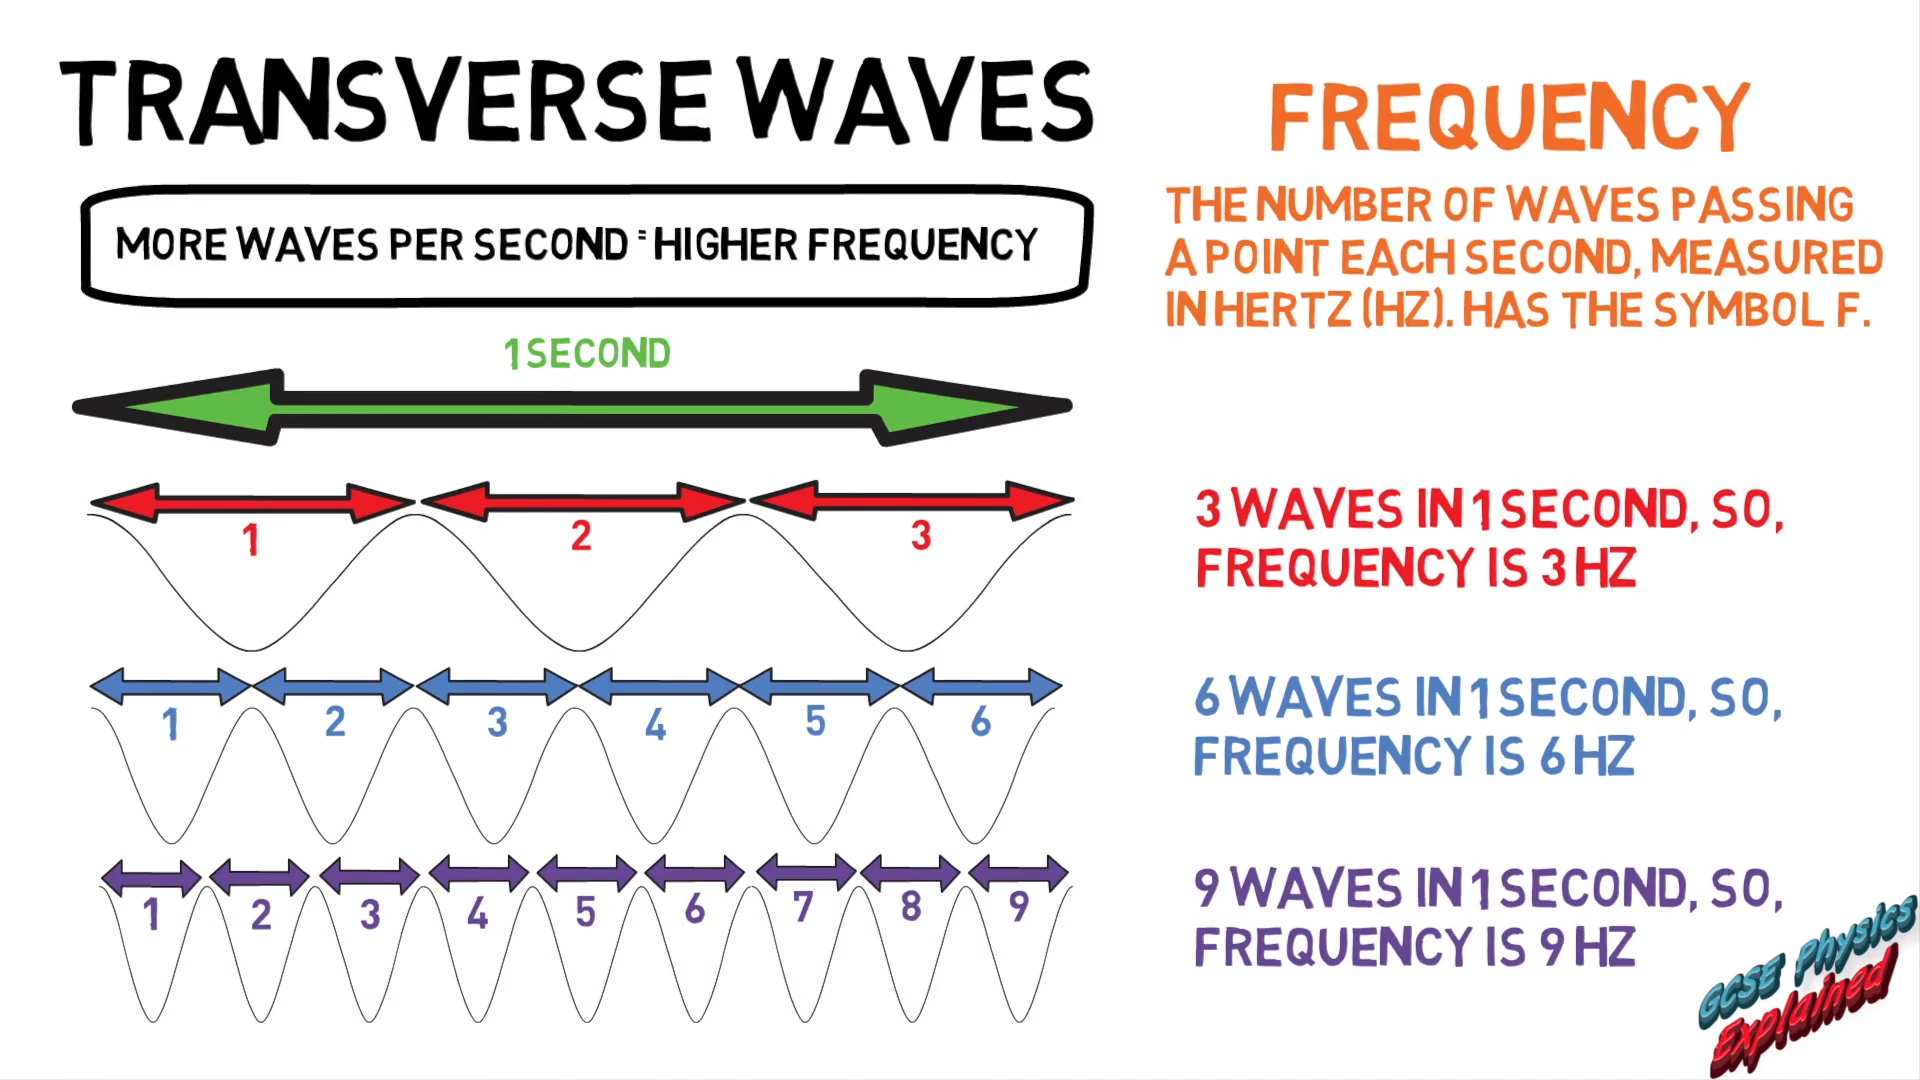 TRANSVERSE WAVES
MORE WAVES PER SECOND = HIGHER FREQUENCY
1 SECOND
1 2 3
1 2 3 4 5 6
1 2 3 4 5 6 7 8 9
FREQUENCY
THE NUMBER OF WAVES PASSING
A POINT EACH SECOND, MEASURED
IN HERTZ (HZ). HAS THE SYMBOL F.
3 WAVES IN 1 SECOND, SO,
FREQUENCY IS 3 HZ
6 WAVES IN 1 SECOND, SO,
FREQUENCY IS 6 HZ
9 WAVES IN 1 SECOND, SO,
FREQUENCY IS 9 HZ
GCSE Physics
Explained